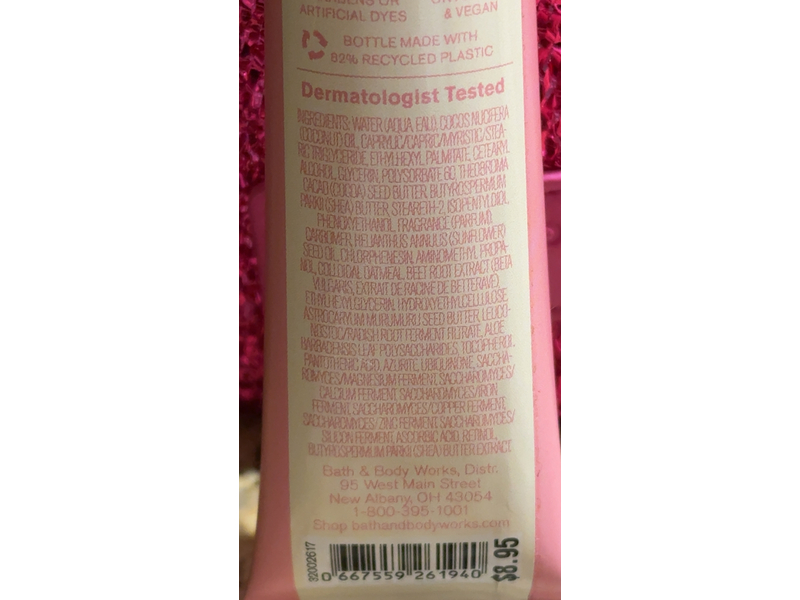 ARTIFICIAL DYES
& VEGAN
BOTTLE MADE WITH
82% RECYCLED PLASTIC
Dermatologist Tested
INGREDIENTS: WATER (AQUA, EAU), COCOS NUCIFERA
(COCONUT) OIL, CAPRYLIC/CAPRIC/MYRISTIC/STEA-
RIC TRIGLYCERIDE, ETHYLHEXYL PALMITATE, CETEARYL
ALCOHOL, GLYCERIN, POLYSORBATE 60, THEOBROMA
CACAO (COCOA) SEED BUTTER, BUTYROSPERMUM
PARKII (SHEA) BUTTER, STEARETH-2, ISOPENTYLDIOL,
PHENOXYETHANOL, FRAGRANCE (PARFUM),
CARBOMER, HELIANTHUS ANNUUS (SUNFLOWER)
SEED OIL, CHLORPHENESIN, AMINOMETHYL PROPA-
NOL, COLLOIDAL OATMEAL, BEET ROOT EXTRACT (BETA
VULGARIS, EXTRAIT DE RACINE DE BETTERAVE),
ETHYLHEXYLGLYCERIN, HYDROXYETHYLCELLULOSE,
ASTROCARYUM MURUMURU SEED BUTTER, LEUCO-
NOSTOC/RADISH ROOT FERMENT FILTRATE, ALOE
BARBADENSIS LEAF POLYSACCHARIDES, TOCOPHEROL,
PANTOTHENIC ACID, AZURITE, UBIQUINONE, SACCHA-
ROMYCES/MAGNESIUM FERMENT, SACCHAROMYCES/
CALCIUM FERMENT, SACCHAROMYCES/IRON
FERMENT, SACCHAROMYCES/COPPER FERMENT,
SACCHAROMYCES/ ZINC FERMENT, SACCHAROMYCES/
SILICON FERMENT, ASCORBIC ACID, RETINOL,
BUTYROSPERMUM PARKII (SHEA) BUTTER EXTRACT
Bath & Body Works, Distr.
95 West Main Street
New Albany, OH 43054
1-800-395-1001
Shop bathandbodyworks.com
32002617
0 667559 261940
$8.95